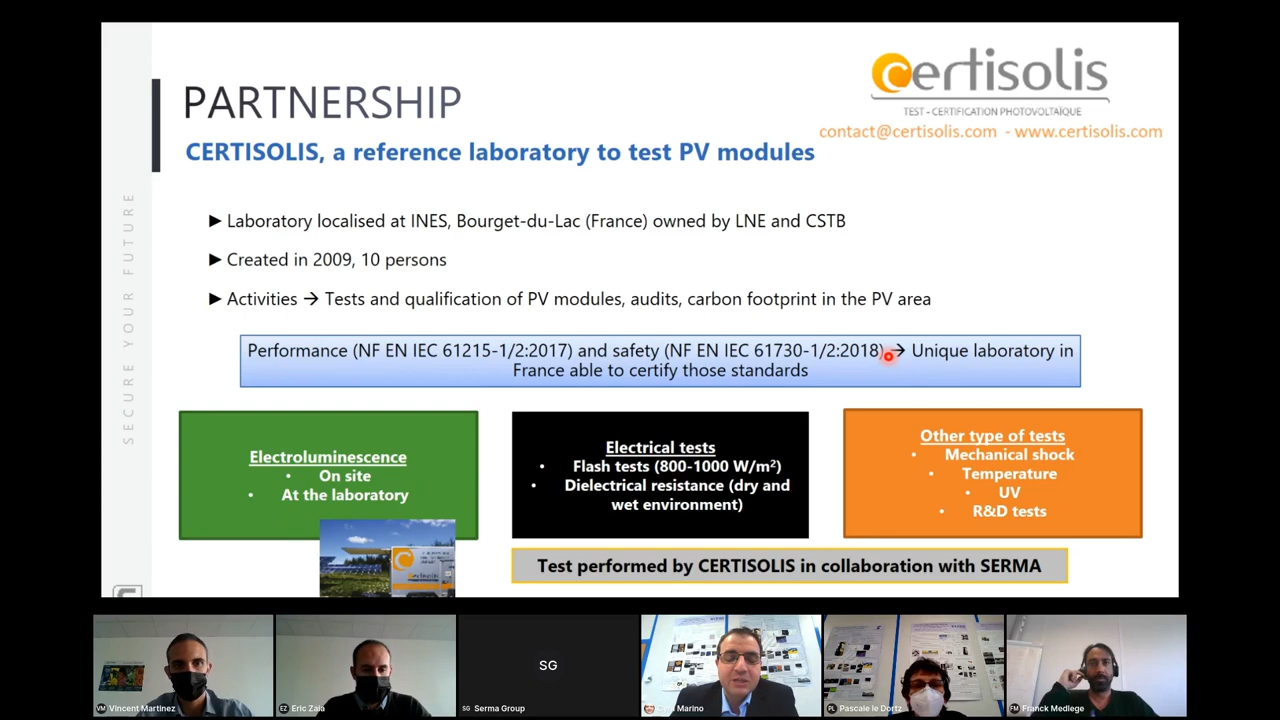 certisolis
TEST - CERTIFICATION PHOTOVOLTAÏQUE
contact@certisolis.com - www.certisolis.com
PARTNERSHIP
CERTISOLIS, a reference laboratory to test PV modules
SECURE YOUR FUTURE
► Laboratory localised at INES, Bourget-du-Lac (France) owned by LNE and CSTB
► Created in 2009, 10 persons
► Activities → Tests and qualification of PV modules, audits, carbon footprint in the PV area
Performance (NF EN IEC 61215-1/2:2017) and safety (NF EN IEC 61730-1/2:2018) → Unique laboratory in
France able to certify those standards
Electroluminescence
• On site
• At the laboratory
Electrical tests
• Flash tests (800-1000 W/m²)
• Dielectrical resistance (dry and
wet environment)
Other type of tests
• Mechanical shock
• Temperature
• UV
• R&D tests
Certisolis
Test performed by CERTISOLIS in collaboration with SERMA
SG
VM Vincent Martinez
EZ Eric Zaia
SG Serma Group
Marino
PL Pascale le Dortz
FM Franck Medlege